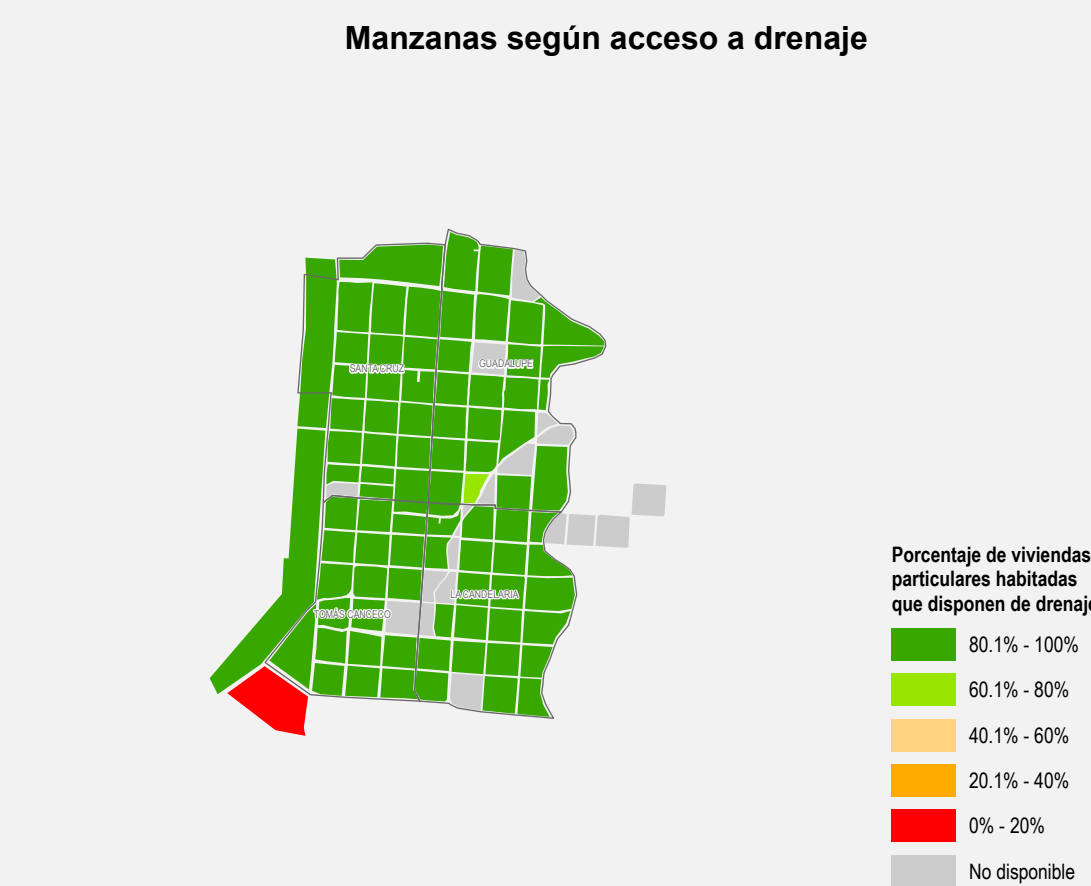 Manzanas según acceso a drenaje
SANTA CRUZ
GUADALUPE
LA CANDELARIA
TOMÁS CANCECO
Porcentaje de viviendas
particulares habitadas
que disponen de drenaje
80.1% - 100%
60.1% - 80%
40.1% - 60%
20.1% - 40%
0% - 20%
No disponible